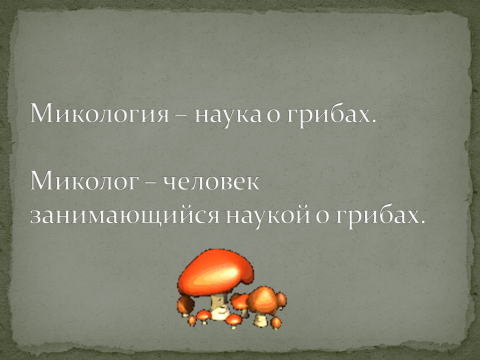 Микология – наука о грибах.
Миколог – человек
занимающийся наукой о грибах.